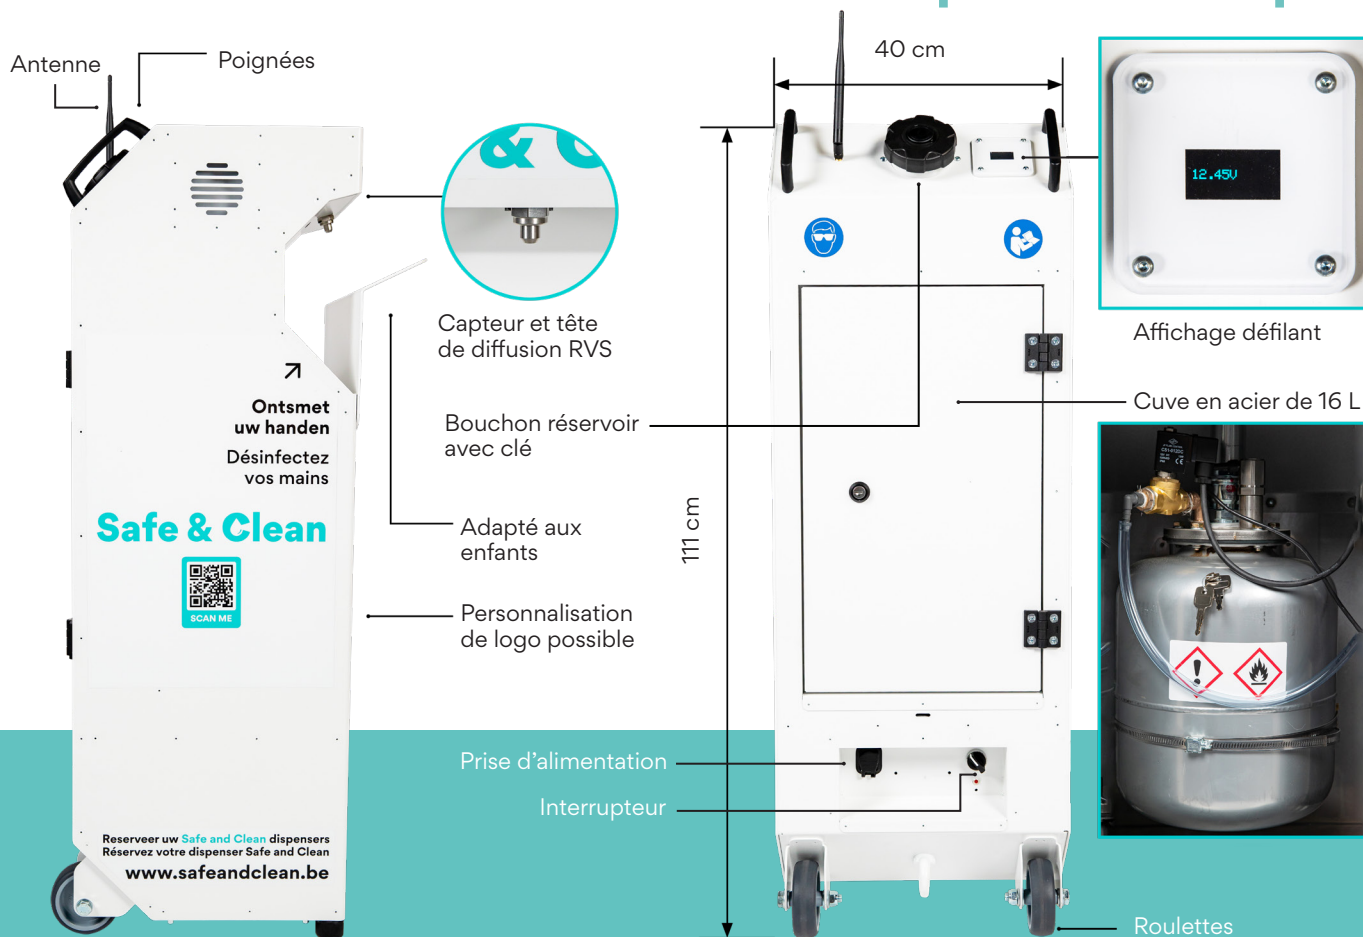 Antenne
Poignées
40 cm
12.45V
& C
Capteur et tête
de diffusion RVS
Affichage défilant
Bouchon réservoir
avec clé
Cuve en acier de 16 L
Ontsmet
uw handen
Désinfectez
vos mains
Safe & Clean
SCAN ME
Adapté aux
enfants
111 cm
Personnalisation
de logo possible
Prise d'alimentation
Interrupteur
Reserveer uw Safe and Clean dispensers
Réservez votre dispenser Safe and Clean
www.safeandclean.be
Roulettes